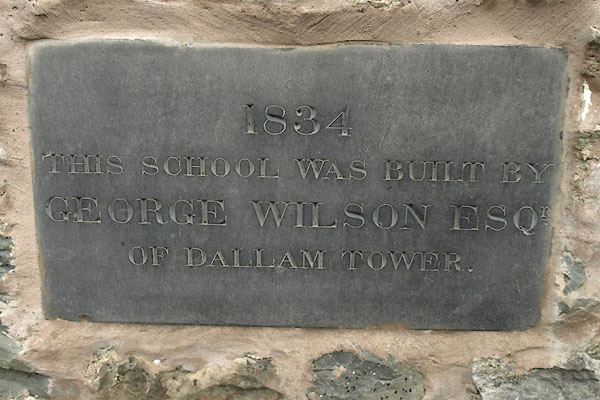 1834
THIS SCHOOL WAS BUILT BY
GEORGE WILSON ESQR
OF DALLAM TOWER.